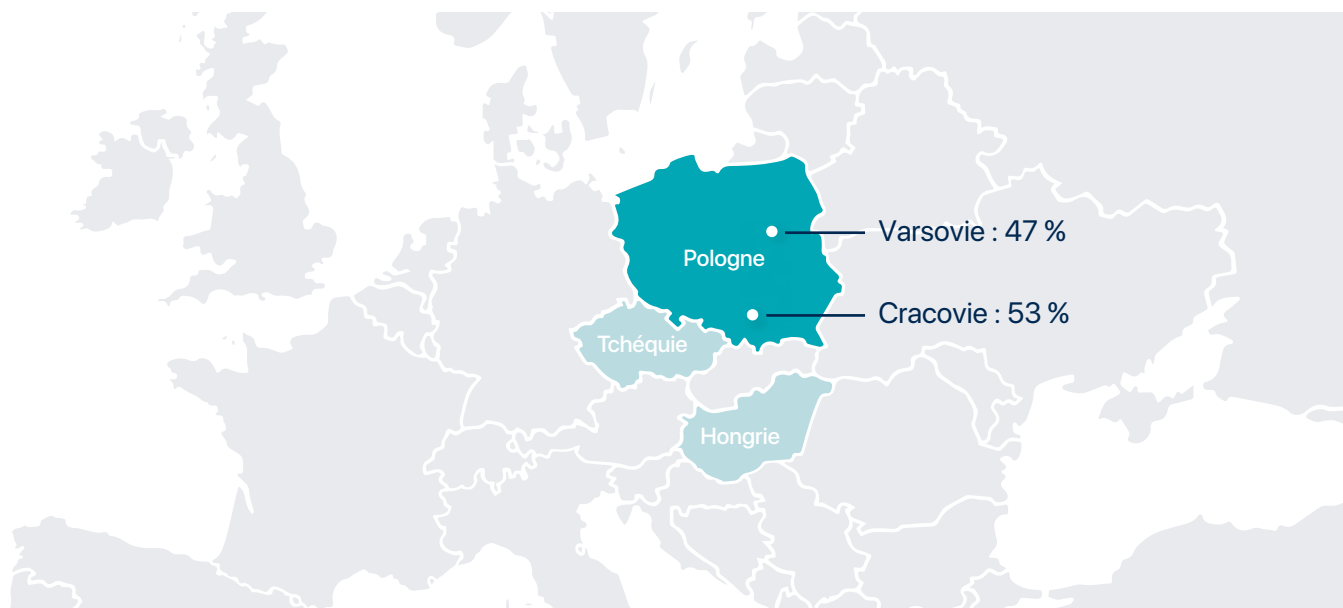 Varsovie : 47 %
Pologne
Cracovie : 53 %
Tchéquie
Hongrie